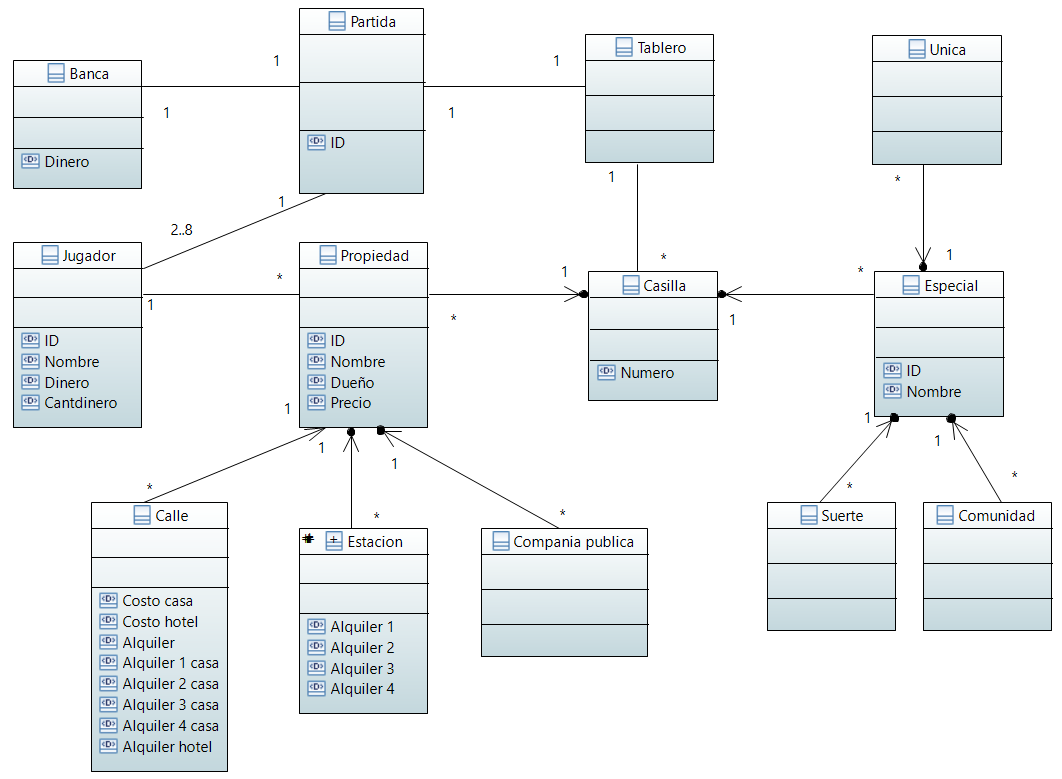 Partida
ID
Banca
Dinero
Tablero
Unica
1
1
1
1
1
2..8
1
*
*
1
Jugador
ID
Nombre
Dinero
Cantdinero
1
*
Propiedad
ID
Nombre
Dueño
Precio
1
*
Casilla
Numero
*
1
Especial
ID
Nombre
1
1
1
1
1
*
*
*
*
*
Calle
Costo casa
Costo hotel
Alquiler
Alquiler 1 casa
Alquiler 2 casa
Alquiler 3 casa
Alquiler 4 casa
Alquiler hotel
Estacion
Alquiler 1
Alquiler 2
Alquiler 3
Alquiler 4
Compania publica
Suerte
Comunidad